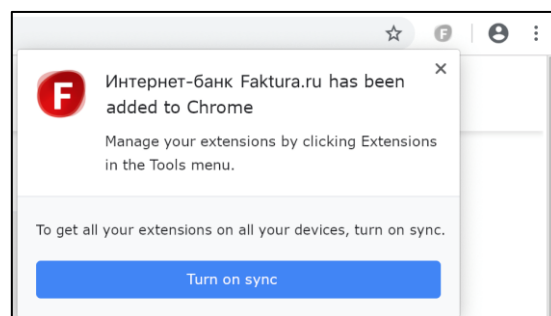 F
Интернет-банк Faktura.ru has been
added to Chrome
Manage your extensions by clicking Extensions
in the Tools menu.
To get all your extensions on all your devices, turn on sync.
Turn on sync